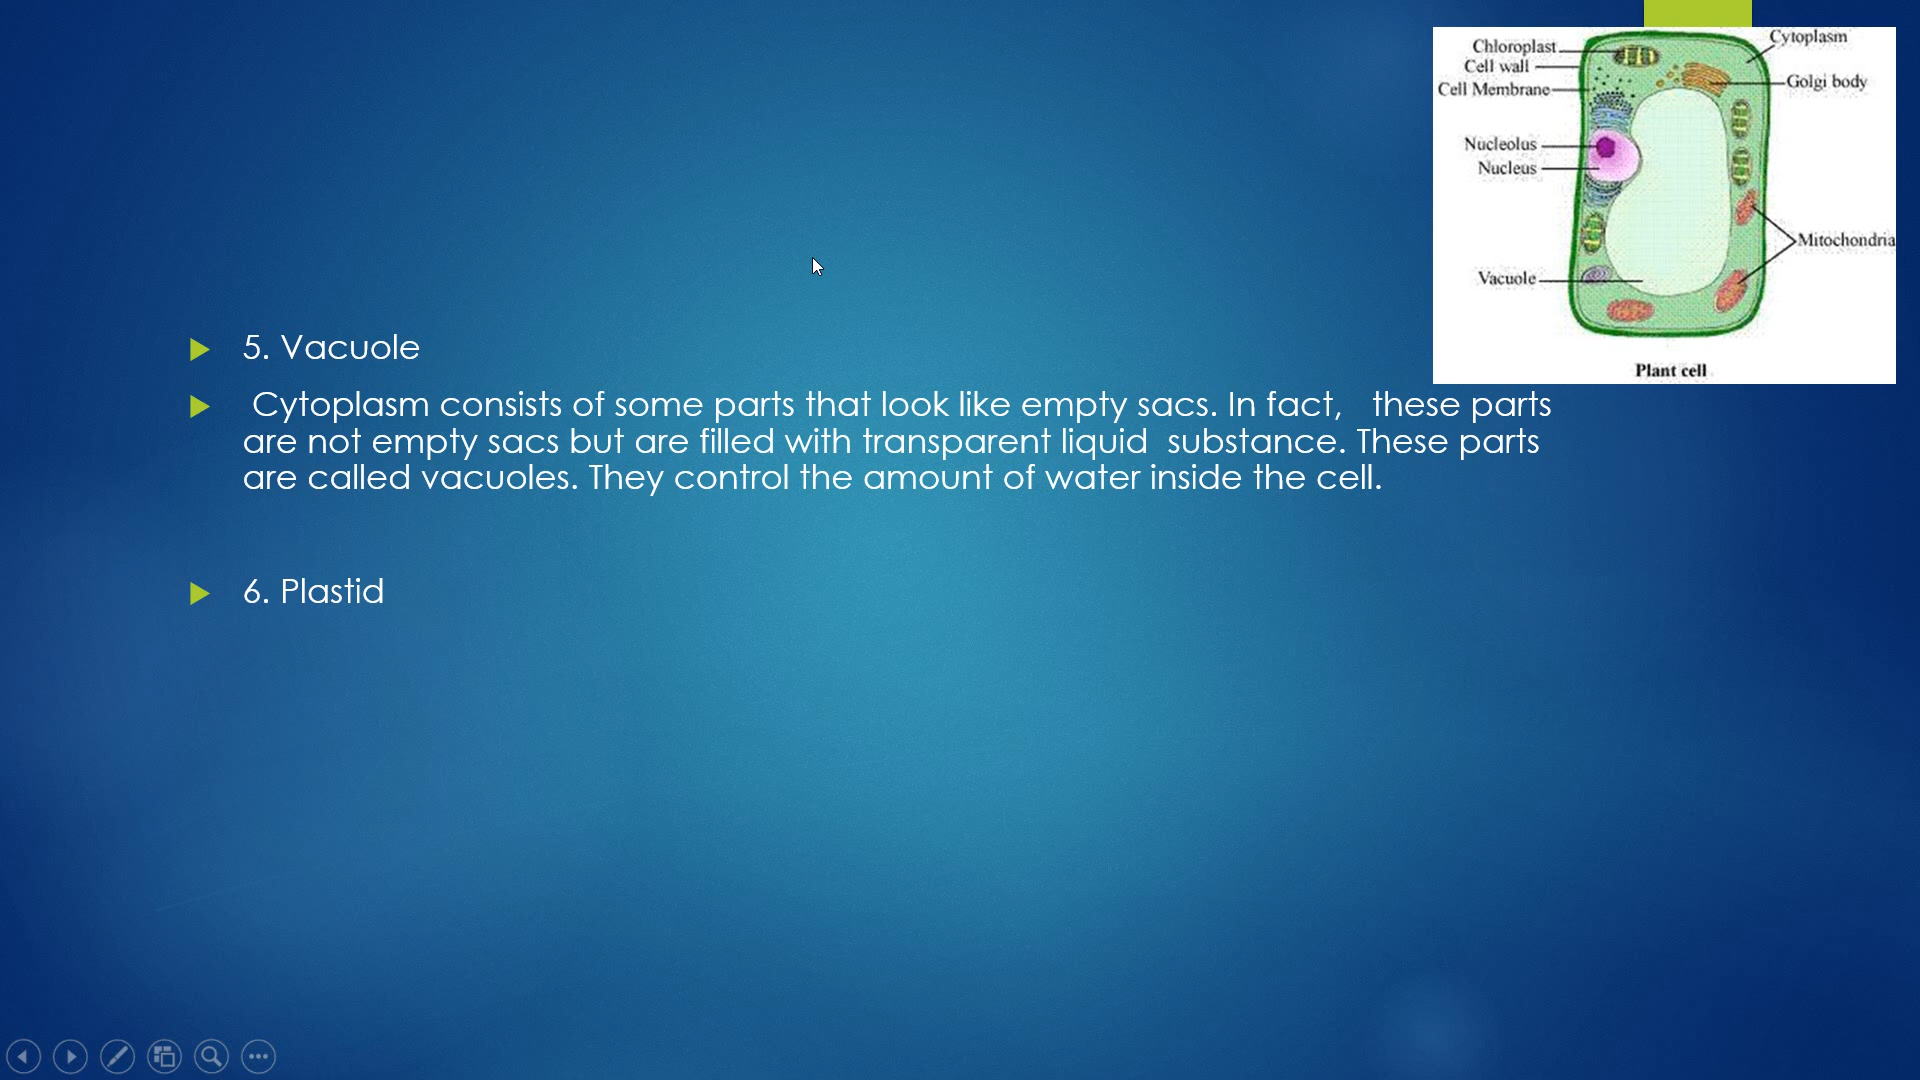 Chloroplast
Cell wall
Cell Membrane
Nucleolus
Nucleus
Vacuole
Cytoplasm
Golgi body
Mitochondria
Plant cell
5. Vacuole
Cytoplasm consists of some parts that look like empty sacs. In fact, these parts
are not empty sacs but are filled with transparent liquid substance. These parts
are called vacuoles. They control the amount of water inside the cell.
6. Plastid